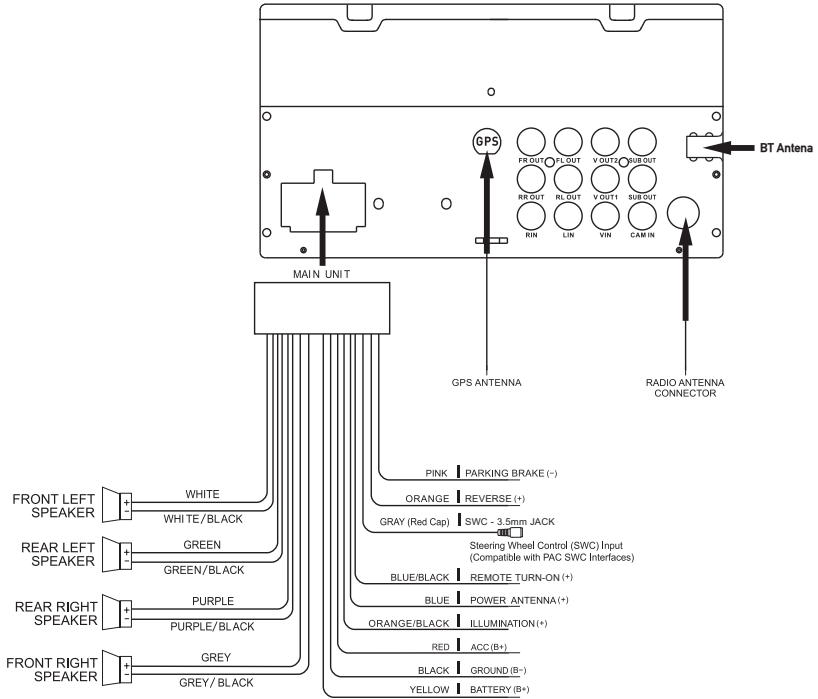 GPS
FR OUT FL OUT V OUT2 SUB OUT
BT Antena
RR OUT RL OUT V OUT1 SUB OUT
RIN LIN VIN CAM IN
MAIN UNIT
GPS ANTENNA
RADIO ANTENNA
CONNECTOR
FRONT LEFT
SPEAKER
+
−
WHITE
WHITE/BLACK
REAR LEFT
SPEAKER
+
−
GREEN
GREEN/BLACK
REAR RIGHT
SPEAKER
+
−
PURPLE
PURPLE/BLACK
FRONT RIGHT
SPEAKER
+
−
GREY
GREY/BLACK
PINK PARKING BRAKE (−)
ORANGE REVERSE (+)
GRAY (Red Cap) SWC - 3.5mm JACK
Steering Wheel Control (SWC) Input
(Compatible with PAC SWC Interfaces)
BLUE/BLACK REMOTE TURN-ON (+)
BLUE POWER ANTENNA (+)
ORANGE/BLACK ILLUMINATION (+)
RED ACC (B+)
BLACK GROUND (B−)
YELLOW BATTERY (B+)